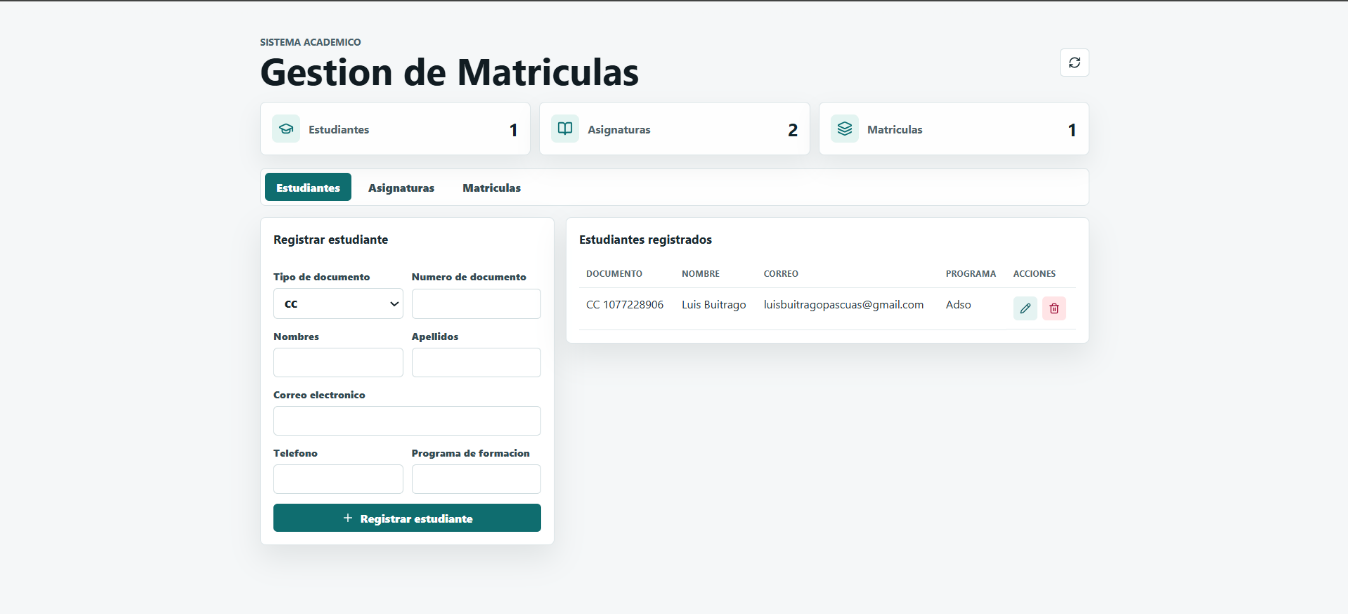 SISTEMA ACADEMICO
Gestion de Matriculas
Estudiantes 1
Asignaturas 2
Matriculas 1
Estudiantes Asignaturas Matriculas
Registrar estudiante
Tipo de documento Numero de documento
CC
Nombres Apellidos
Correo electronico
Telefono Programa de formacion
+ Registrar estudiante
Estudiantes registrados
DOCUMENTO NOMBRE CORREO PROGRAMA ACCIONES
CC 1077228906 Luis Buitrago luisbuitragopascuas@gmail.com Adso